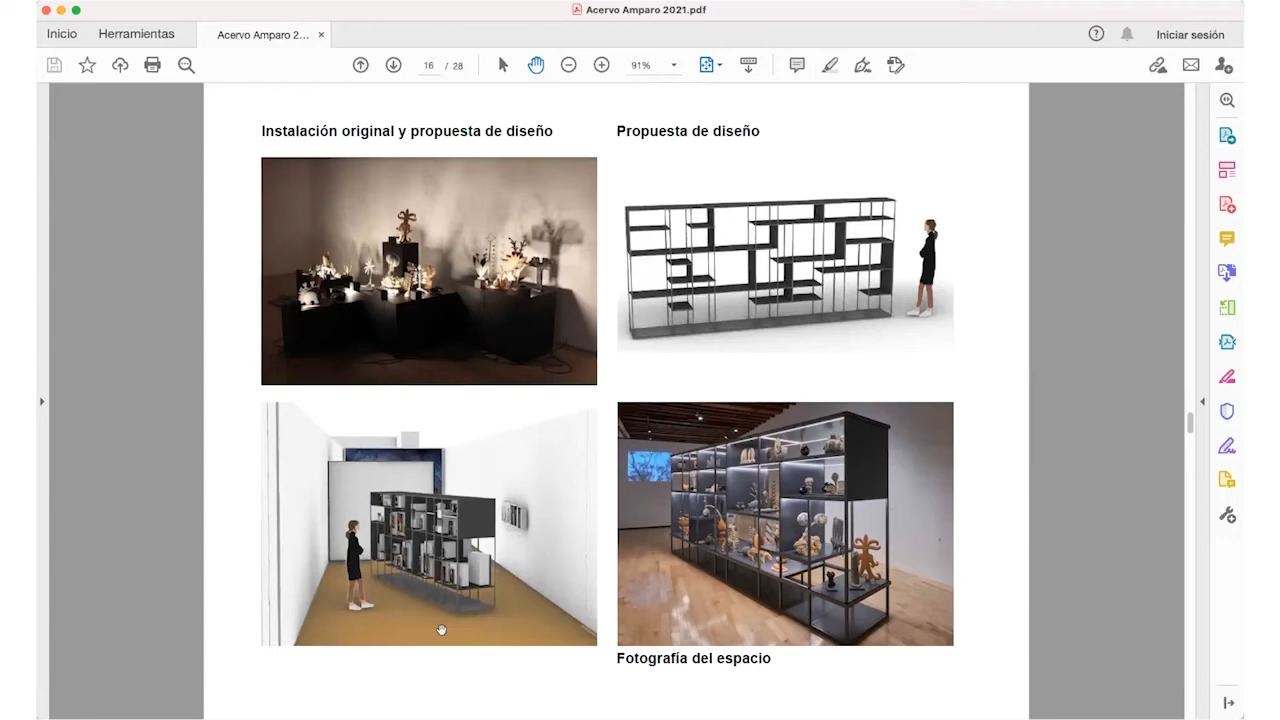 Acervo Amparo 2021.pdf
Inicio
Herramientas
Acervo Amparo 2... ×
Iniciar sesión
16 / 28
91%
Instalación original y propuesta de diseño
Propuesta de diseño
Fotografía del espacio